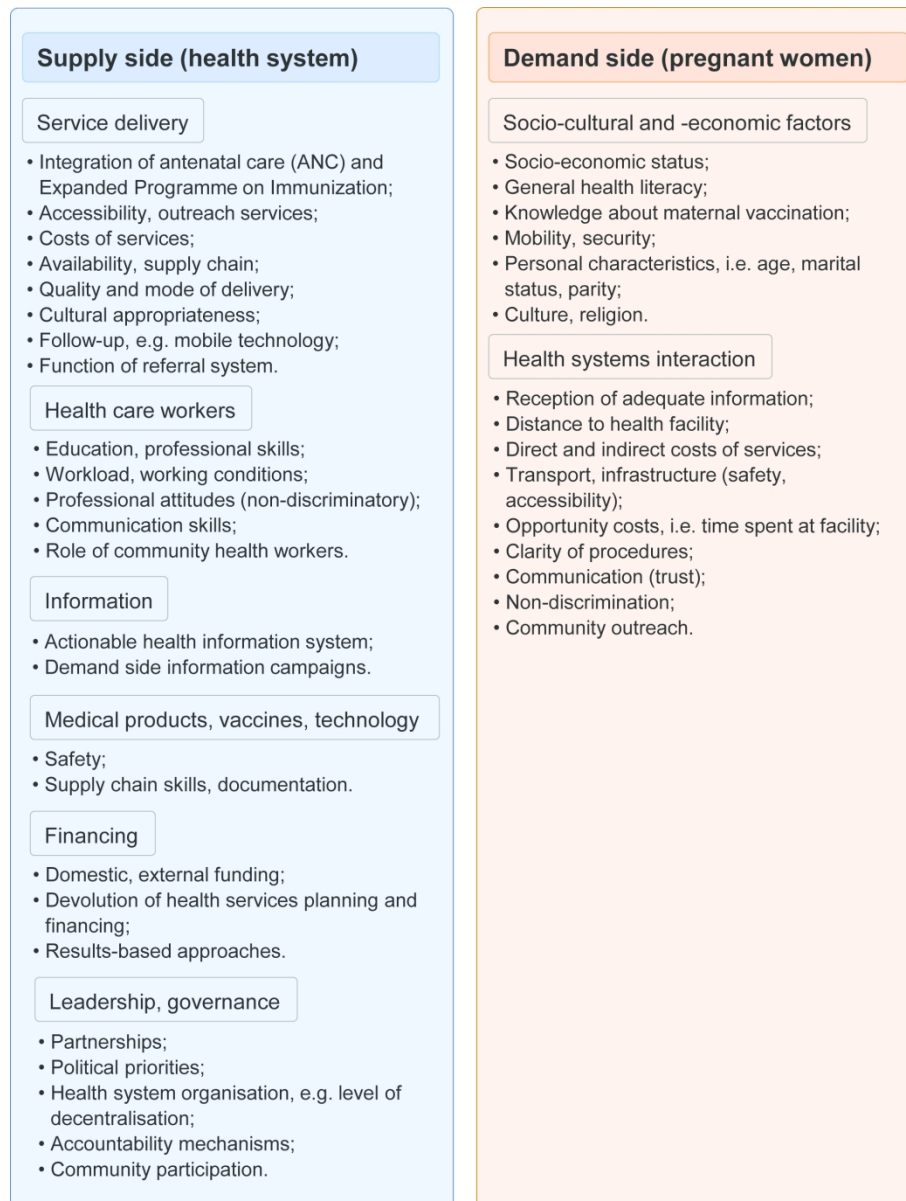 Supply side (health system)
Service delivery
• Integration of antenatal care (ANC) and
Expanded Programme on Immunization;
• Accessibility, outreach services;
• Costs of services;
• Availability, supply chain;
• Quality and mode of delivery;
• Cultural appropriateness;
• Follow-up, e.g. mobile technology;
• Function of referral system.
Health care workers
• Education, professional skills;
• Workload, working conditions;
• Professional attitudes (non-discriminatory);
• Communication skills;
• Role of community health workers.
Information
• Actionable health information system;
• Demand side information campaigns.
Medical products, vaccines, technology
• Safety;
• Supply chain skills, documentation.
Financing
• Domestic, external funding;
• Devolution of health services planning and
financing;
• Results-based approaches.
Leadership, governance
• Partnerships;
• Political priorities;
• Health system organisation, e.g. level of
decentralisation;
• Accountability mechanisms;
• Community participation.
Demand side (pregnant women)
Socio-cultural and -economic factors
• Socio-economic status;
• General health literacy;
• Knowledge about maternal vaccination;
• Mobility, security;
• Personal characteristics, i.e. age, marital
status, parity;
• Culture, religion.
Health systems interaction
• Reception of adequate information;
• Distance to health facility;
• Direct and indirect costs of services;
• Transport, infrastructure (safety,
accessibility);
• Opportunity costs, i.e. time spent at facility;
• Clarity of procedures;
• Communication (trust);
• Non-discrimination;
• Community outreach.